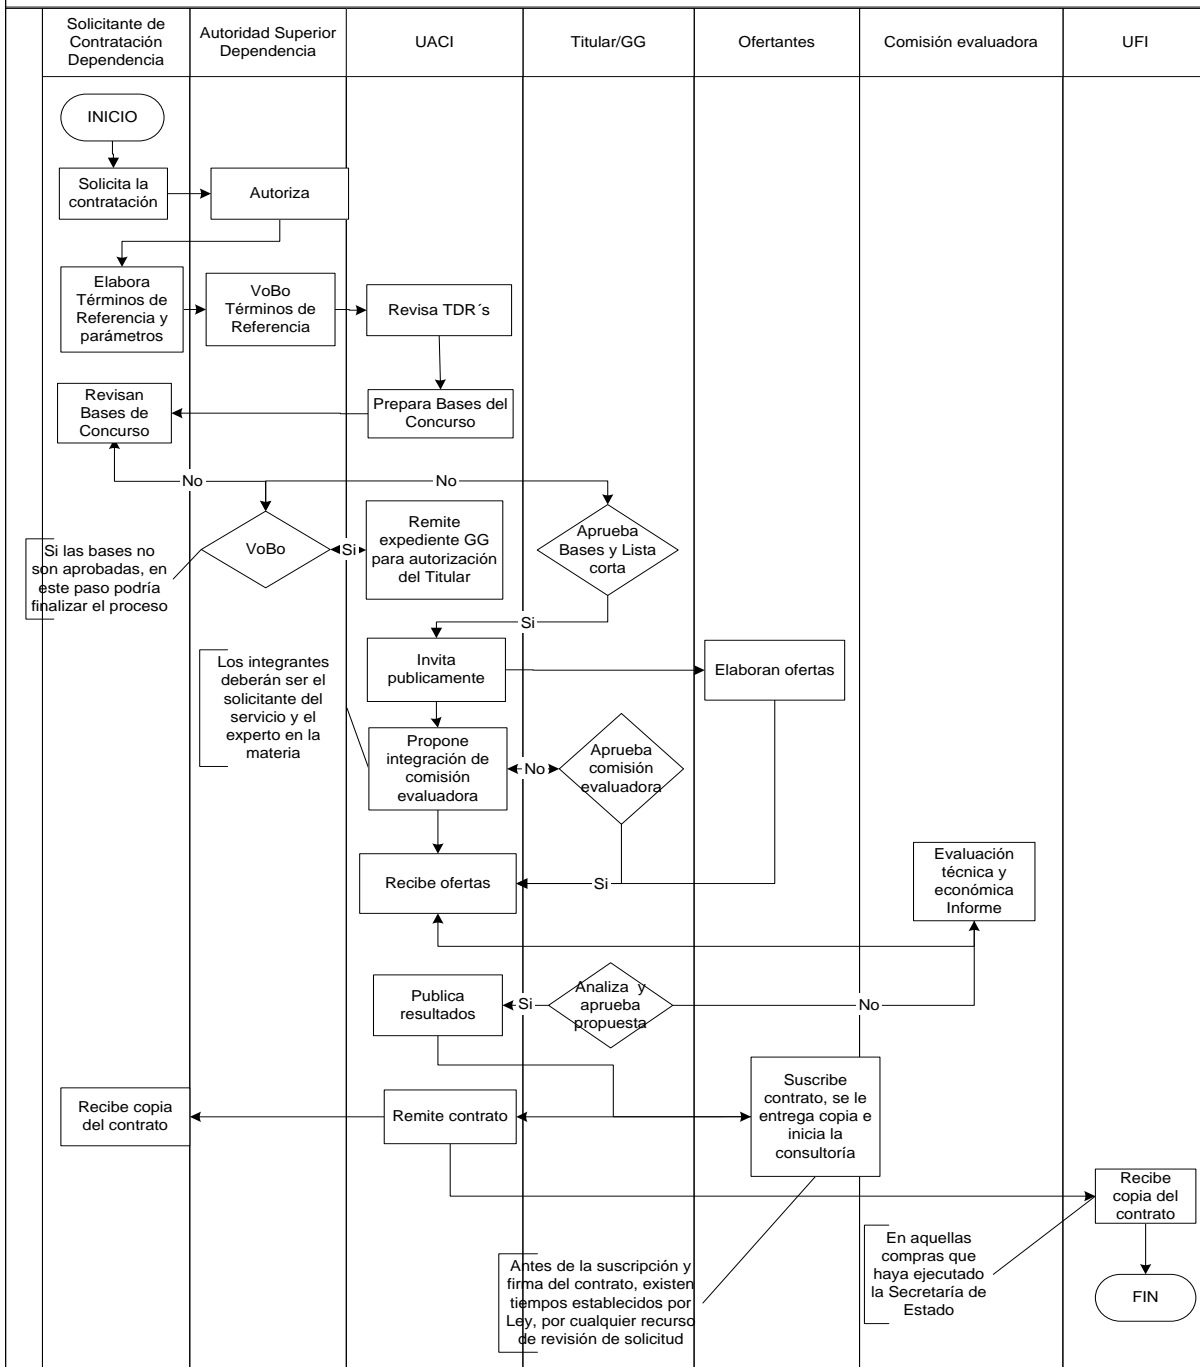 Solicitante de
Contratación
Dependencia
Autoridad Superior
Dependencia
UACI
Titular/GG
Ofertantes
Comisión evaluadora
UFI
INICIO
Solicita la
contratación
Autoriza
Elabora
Términos de
Referencia y
parámetros
VoBo
Términos de
Referencia
Revisa TDR´s
Revisan
Bases de
Concurso
Prepara Bases del
Concurso
No
No
Si las bases no
son aprobadas, en
este paso podría
finalizar el proceso
VoBo
Si
Remite
expediente GG
para autorización
del Titular
Aprueba
Bases y Lista
corta
Si
Los integrantes
deberán ser el
solicitante del
servicio y el
experto en la
materia
Invita
publicamente
Elaboran ofertas
Propone
integración de
comisión
evaluadora
No
Aprueba
comisión
evaluadora
Recibe ofertas
Si
Evaluación
técnica y
económica
Informe
Publica
resultados
Si
Analiza y
aprueba
propuesta
No
Recibe copia
del contrato
Remite contrato
Suscribe
contrato, se le
entrega copia e
inicia la
consultoría
Recibe
copia del
contrato
Antes de la suscripción y
firma del contrato, existen
tiempos establecidos por
Ley, por cualquier recurso
de revisión de solicitud
En aquellas
compras que
haya ejecutado
la Secretaría de
Estado
FIN